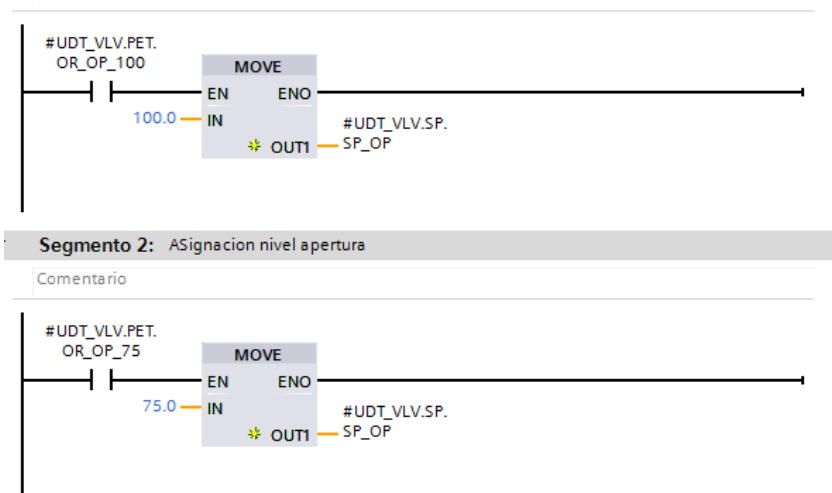 #UDT_VLV.PET.
OR_OP_100
MOVE
EN ENO
100.0 IN
#UDT_VLV.SP.
OUT1 SP_OP
Segmento 2: ASignacion nivel apertura
Comentario
#UDT_VLV.PET.
OR_OP_75
MOVE
EN ENO
75.0 IN
#UDT_VLV.SP.
OUT1 SP_OP